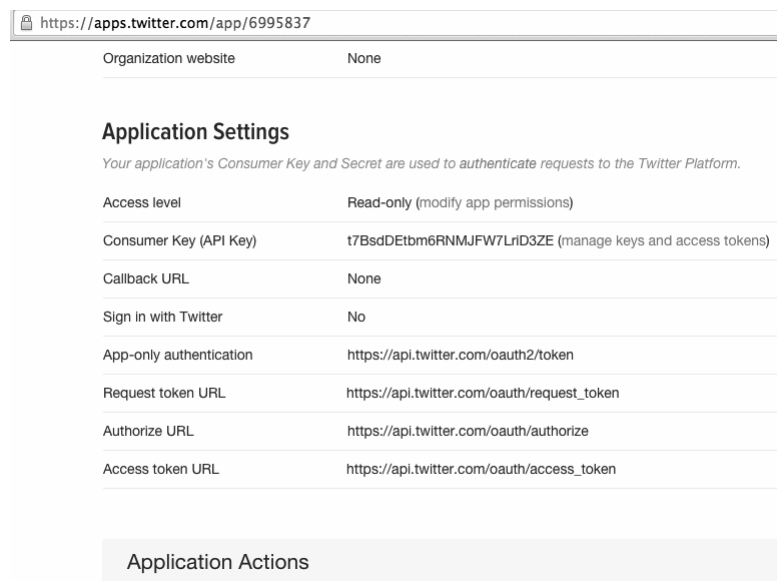 https://apps.twitter.com/app/6995837
Organization website None
Application Settings
Your application's Consumer Key and Secret are used to authenticate requests to the Twitter Platform.
Access level Read-only (modify app permissions)
Consumer Key (API Key) t7BsdDEtbm6RNMJFW7LriD3ZE (manage keys and access tokens)
Callback URL None
Sign in with Twitter No
App-only authentication https://api.twitter.com/oauth2/token
Request token URL https://api.twitter.com/oauth/request_token
Authorize URL https://api.twitter.com/oauth/authorize
Access token URL https://api.twitter.com/oauth/access_token
Application Actions